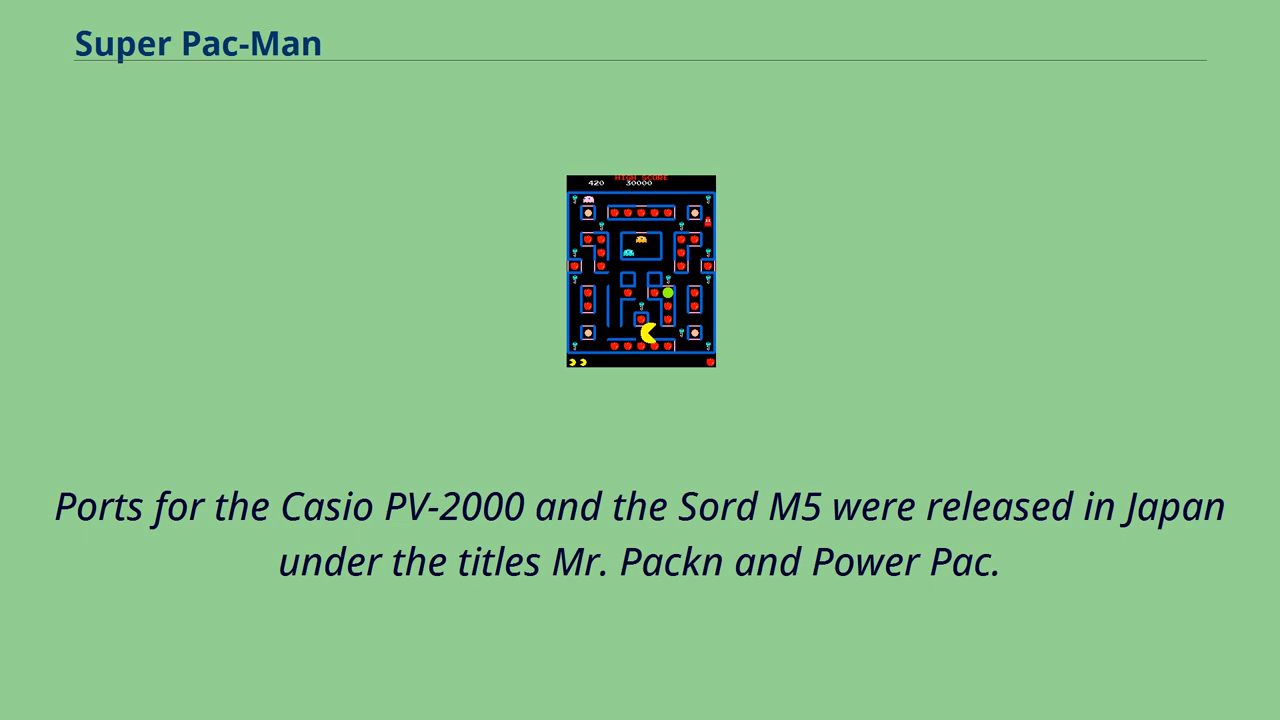 Super Pac-Man
HIGH SCORE
420 30000
Ports for the Casio PV-2000 and the Sord M5 were released in Japan
under the titles Mr. Packn and Power Pac.